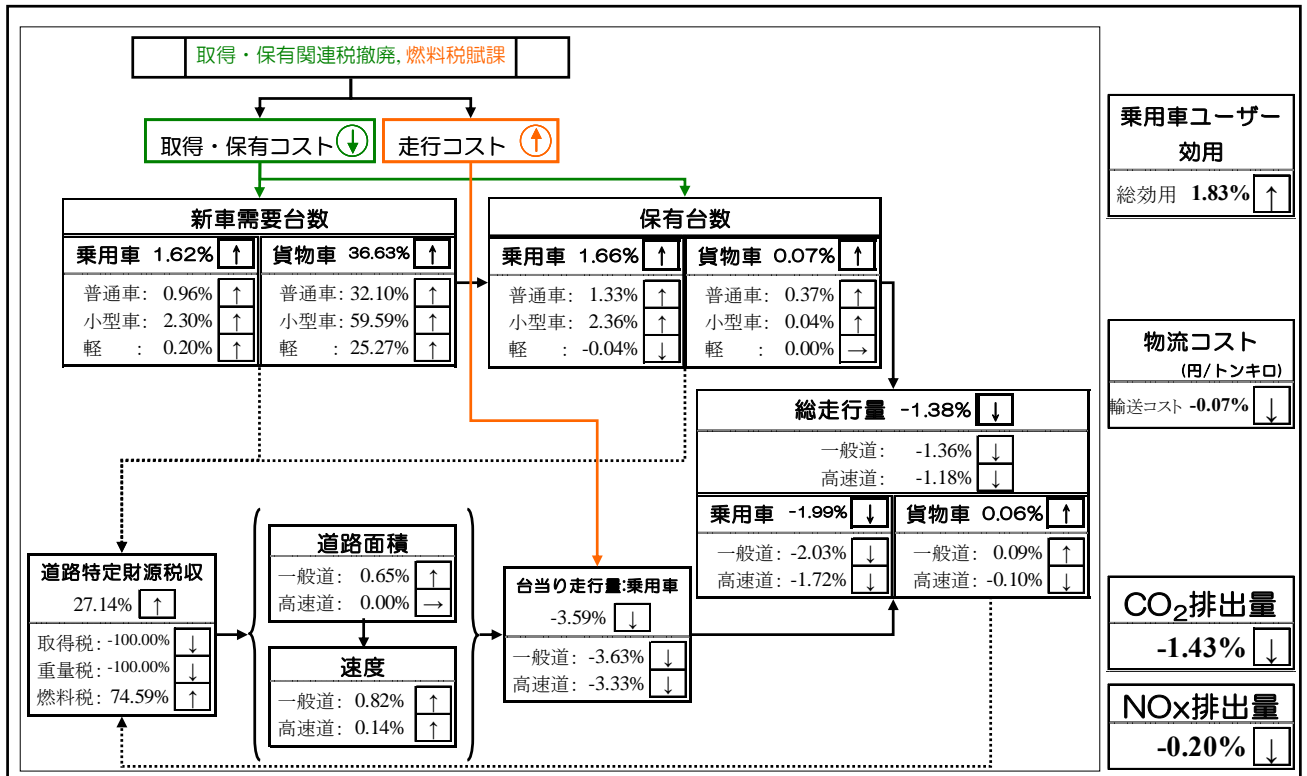 取得・保有関連税撤廃, 燃料税賦課
取得・保有コスト ↓
走行コスト ↑
新車需要台数
乗用車 1.62% ↑
普通車: 0.96% ↑
小型車: 2.30% ↑
軽 : 0.20% ↑
貨物車 36.63% ↑
普通車: 32.10% ↑
小型車: 59.59% ↑
軽 : 25.27% ↑
保有台数
乗用車 1.66% ↑
普通車: 1.33% ↑
小型車: 2.36% ↑
軽 : -0.04% ↓
貨物車 0.07% ↑
普通車: 0.37% ↑
小型車: 0.04% ↑
軽 : 0.00% →
総走行量 -1.38% ↓
一般道: -1.36% ↓
高速道: -1.18% ↓
乗用車 -1.99% ↓
一般道: -2.03% ↓
高速道: -1.72% ↓
貨物車 0.06% ↑
一般道: 0.09% ↑
高速道: -0.10% ↓
道路特定財源税収
27.14% ↑
取得税: -100.00% ↓
重量税: -100.00% ↓
燃料税: 74.59% ↑
道路面積
一般道: 0.65% ↑
高速道: 0.00% →
速度
一般道: 0.82% ↑
高速道: 0.14% ↑
台当り走行量:乗用車
-3.59% ↓
一般道: -3.63% ↓
高速道: -3.33% ↓
乗用車ユーザー
効用
総効用 1.83% ↑
物流コスト
(円/トンキロ)
輸送コスト -0.07% ↓
CO₂排出量
-1.43% ↓
NOx排出量
-0.20% ↓